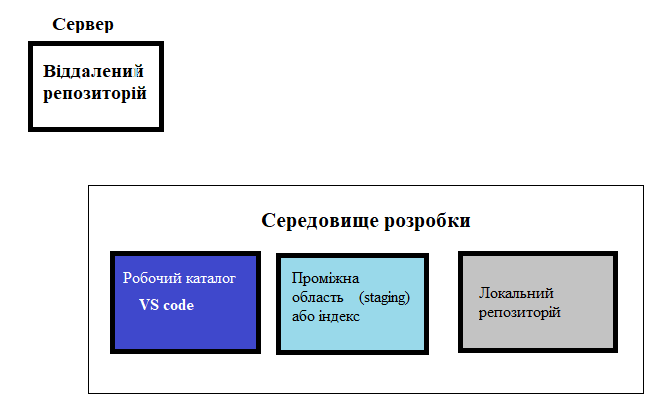 Сервер
Віддалений
репозиторій
Середовище розробки
Робочий каталог
VS code
Проміжна
область (staging)
або індекс
Локальний
репозиторій